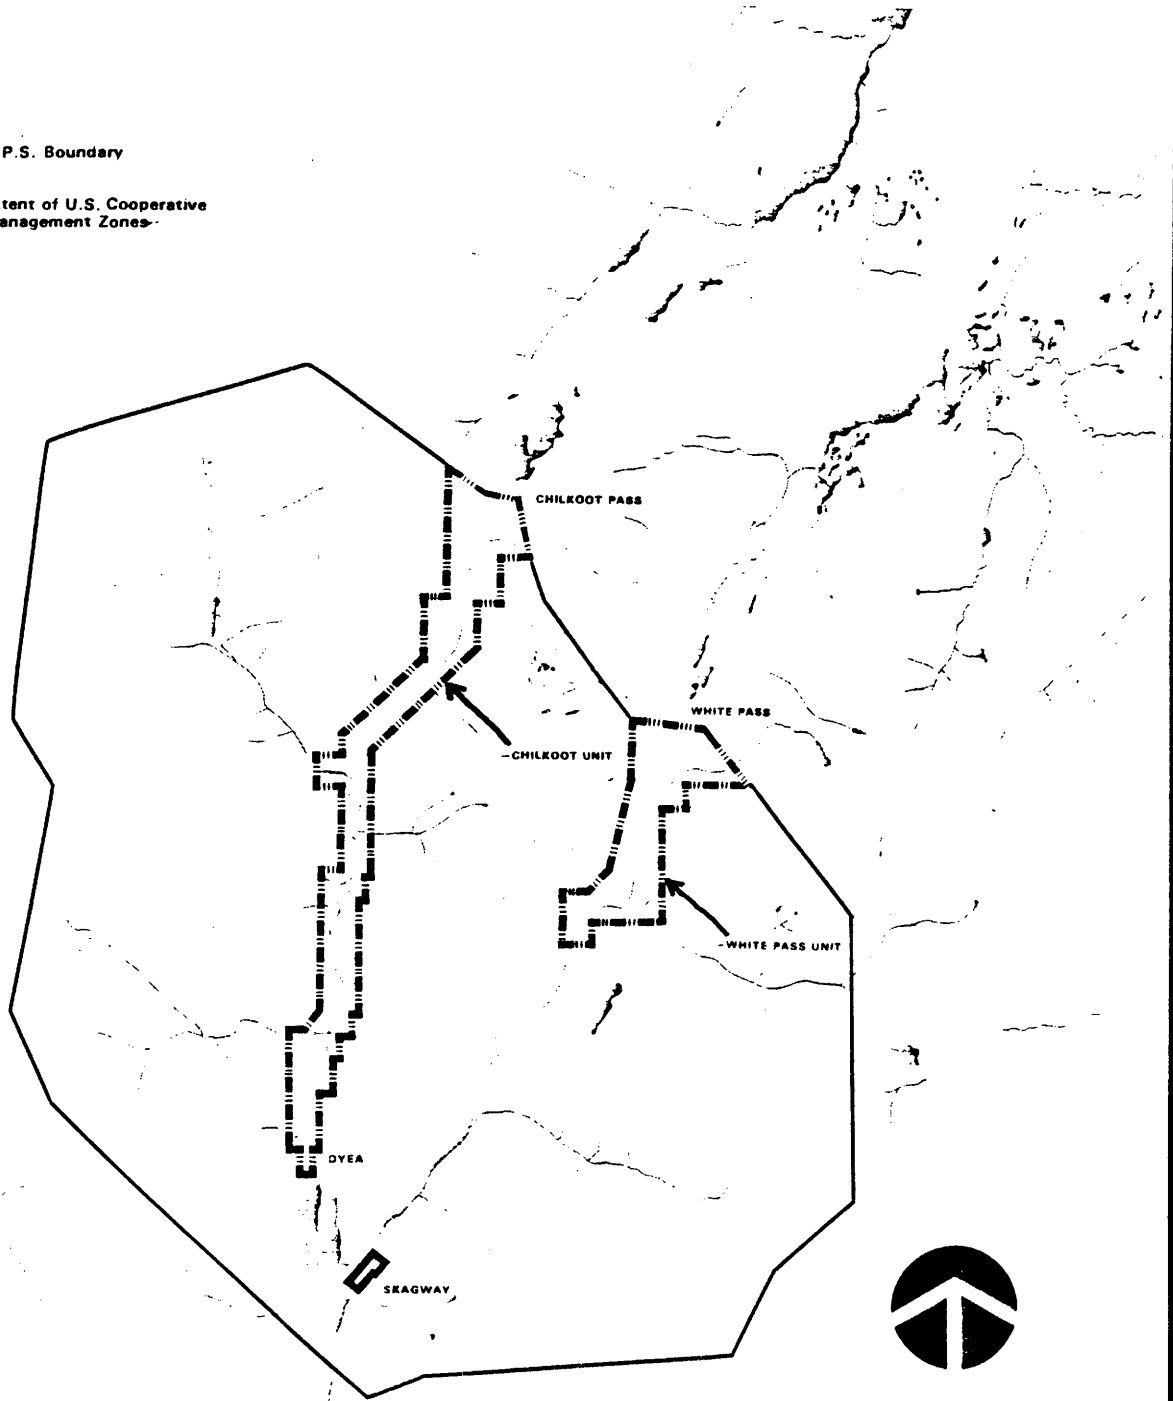 P.S. Boundary
tent of U.S. Cooperative
anagement Zones
CHILKOOT PASS
WHITE PASS
CHILKOOT UNIT
WHITE PASS UNIT
DYEA
SKAGWAY